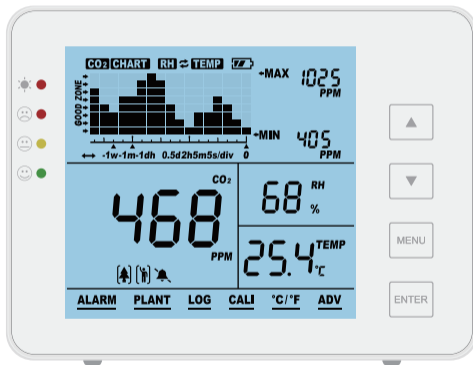 CO2 CHART RH TEMP
MAX 1025 PPM
GOOD ZONE
MIN 405 PPM
-1w-1m-1dh 0.5d2h5m5s/div 0
CO2
468 PPM
68 RH %
25.4 TEMP °C
ALARM PLANT LOG CALI °C/°F ADV
MENU
ENTER